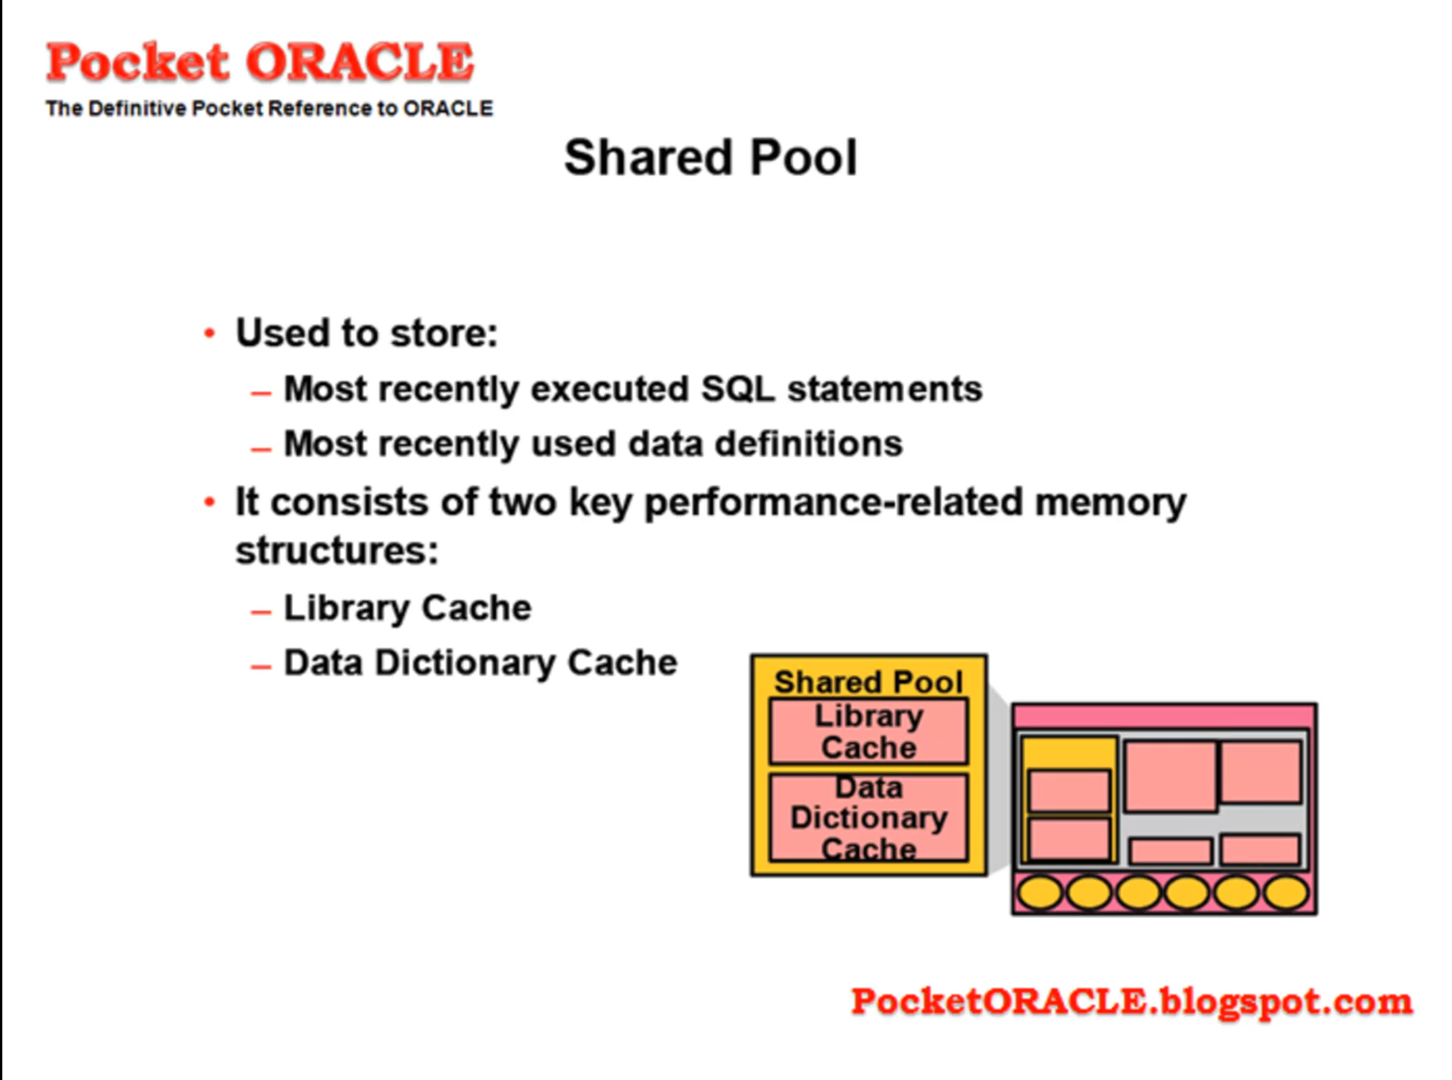 Pocket ORACLE
The Definitive Pocket Reference to ORACLE
Shared Pool
• Used to store:
– Most recently executed SQL statements
– Most recently used data definitions
• It consists of two key performance-related memory
structures:
– Library Cache
– Data Dictionary Cache
Shared Pool
Library
Cache
Data
Dictionary
Cache
PocketORACLE.blogspot.com